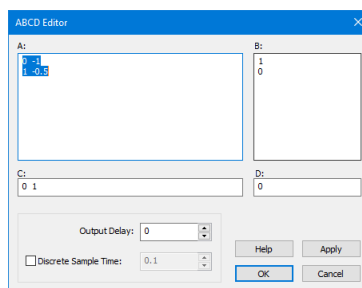 ABCD Editor
A:
0 -1
1 -0.5
B:
1
0
C:
0 1
D:
0
Output Delay: 0
Discrete Sample Time: 0.1
Help Apply
OK Cancel